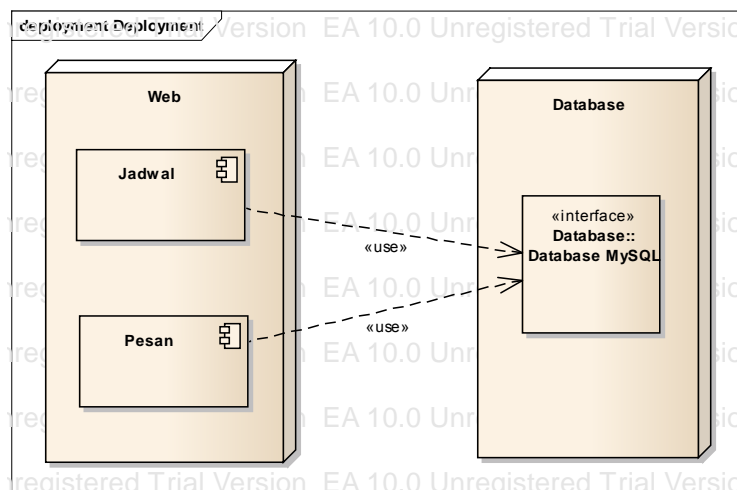 deployment Deployment
Web
Jadwal
Pesan
«use»
«use»
Database
«interface»
Database::
Database MySQL
EA 10.0 Unregistered Trial Version